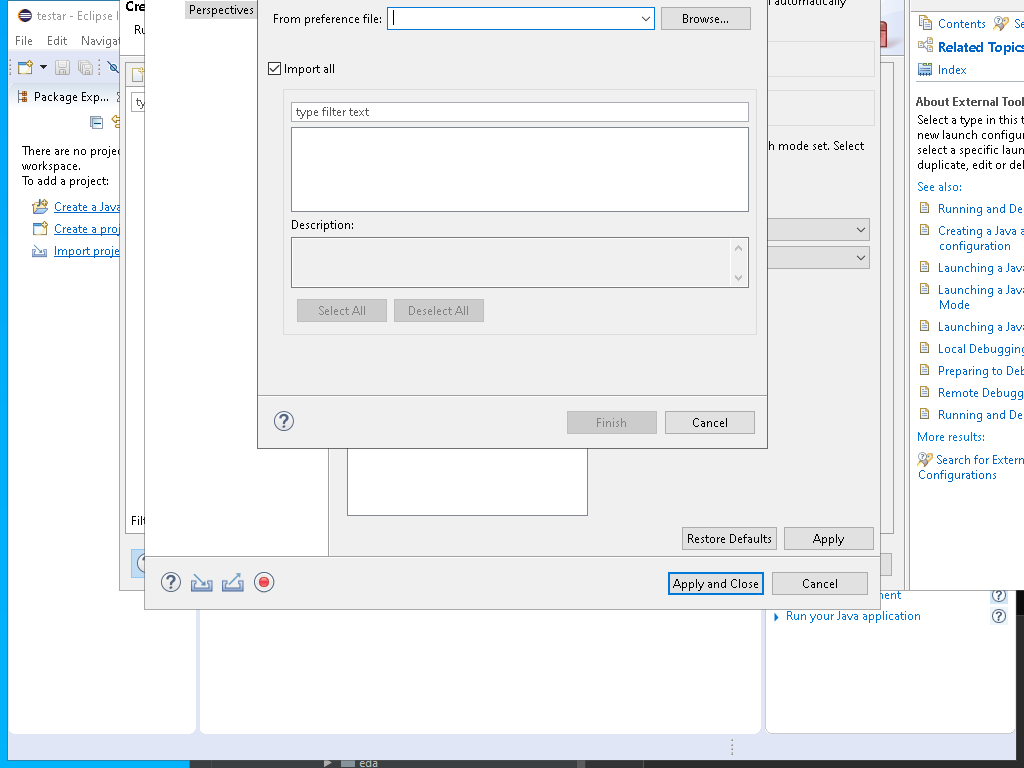 testar - Eclipse I
File Edit Navigat
Package Exp...
There are no proje
workspace.
To add a project:
Create a Java
Create a proj
Import proje
Cre
Ru
ty
Filt
Perspectives
From preference file:
Browse...
Import all
type filter text
Description:
Select All
Deselect All
Finish
Cancel
automatically
h mode set. Select
Restore Defaults
Apply
Apply and Close
Cancel
Contents
Se
Related Topics
Index
About External Tool
Select a type in this t
new launch configur
select a specific laun
duplicate, edit or del
See also:
Running and De
Creating a Java a
configuration
Launching a Java
Launching a Java
Mode
Launching a Java
Local Debugging
Preparing to Deb
Remote Debugg
Running and De
More results:
Search for Extern
Configurations
ment
Run your Java application
eda